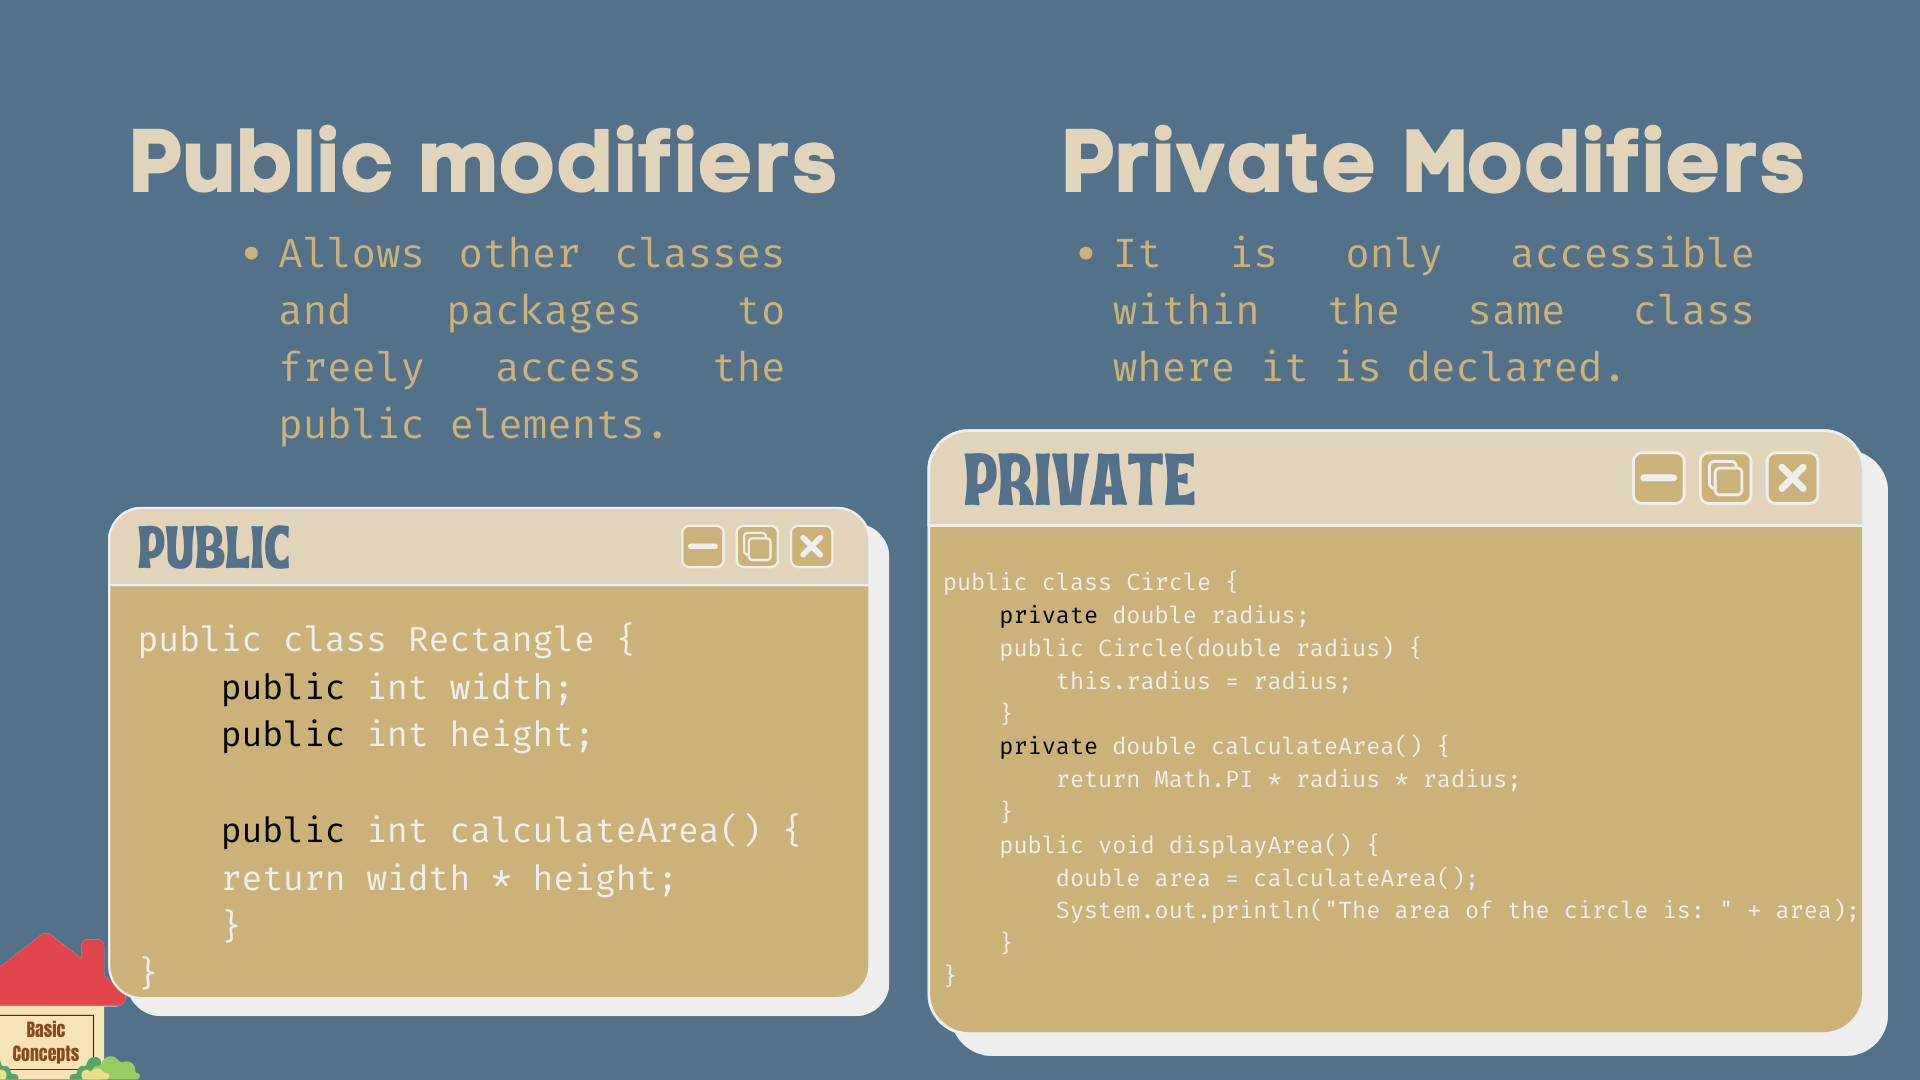 Public modifiers
• Allows other classes
and packages to
freely access the
public elements.
PUBLIC
public class Rectangle {
    public int width;
    public int height;

    public int calculateArea() {
    return width * height;
    }
}
Private Modifiers
• It is only accessible
within the same class
where it is declared.
PRIVATE
public class Circle {
    private double radius;
    public Circle(double radius) {
        this.radius = radius;
    }
    private double calculateArea() {
        return Math.PI * radius * radius;
    }
    public void displayArea() {
        double area = calculateArea();
        System.out.println("The area of the circle is: " + area);
    }
}
Basic
Concepts